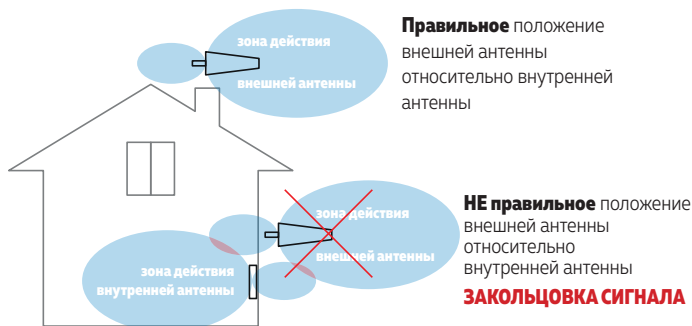 зона действия
внешней антенны
Правильное положение
внешней антенны
относительно внутренней
антенны
зона действия
внешней антенны
зона действия
внутренней антенны
НЕ правильное положение
внешней антенны
относительно
внутренней антенны
ЗАКОЛЬЦОВКА СИГНАЛА